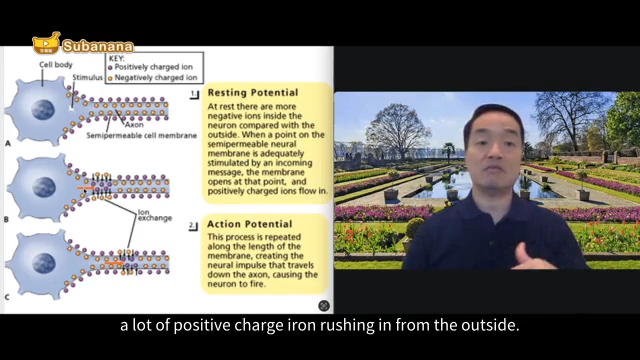 Subanana
KEY:
Positively charged ion
Negatively charged ion
Cell body
Stimulus
Axon
Semipermeable cell membrane
A
1.
Resting Potential
At rest there are more
negative ions inside the
neuron compared with the
outside. When a point on the
semipermeable neural
membrane is adequately
stimulated by an incoming
message, the membrane
opens at that point, and
positively charged ions flow in.
B
Ion
exchange
2.
Action Potential
This process is repeated
along the length of the
membrane, creating the
neural impulse that travels
down the axon, causing the
neuron to fire.
C
a lot of positive charge iron rushing in from the outside.